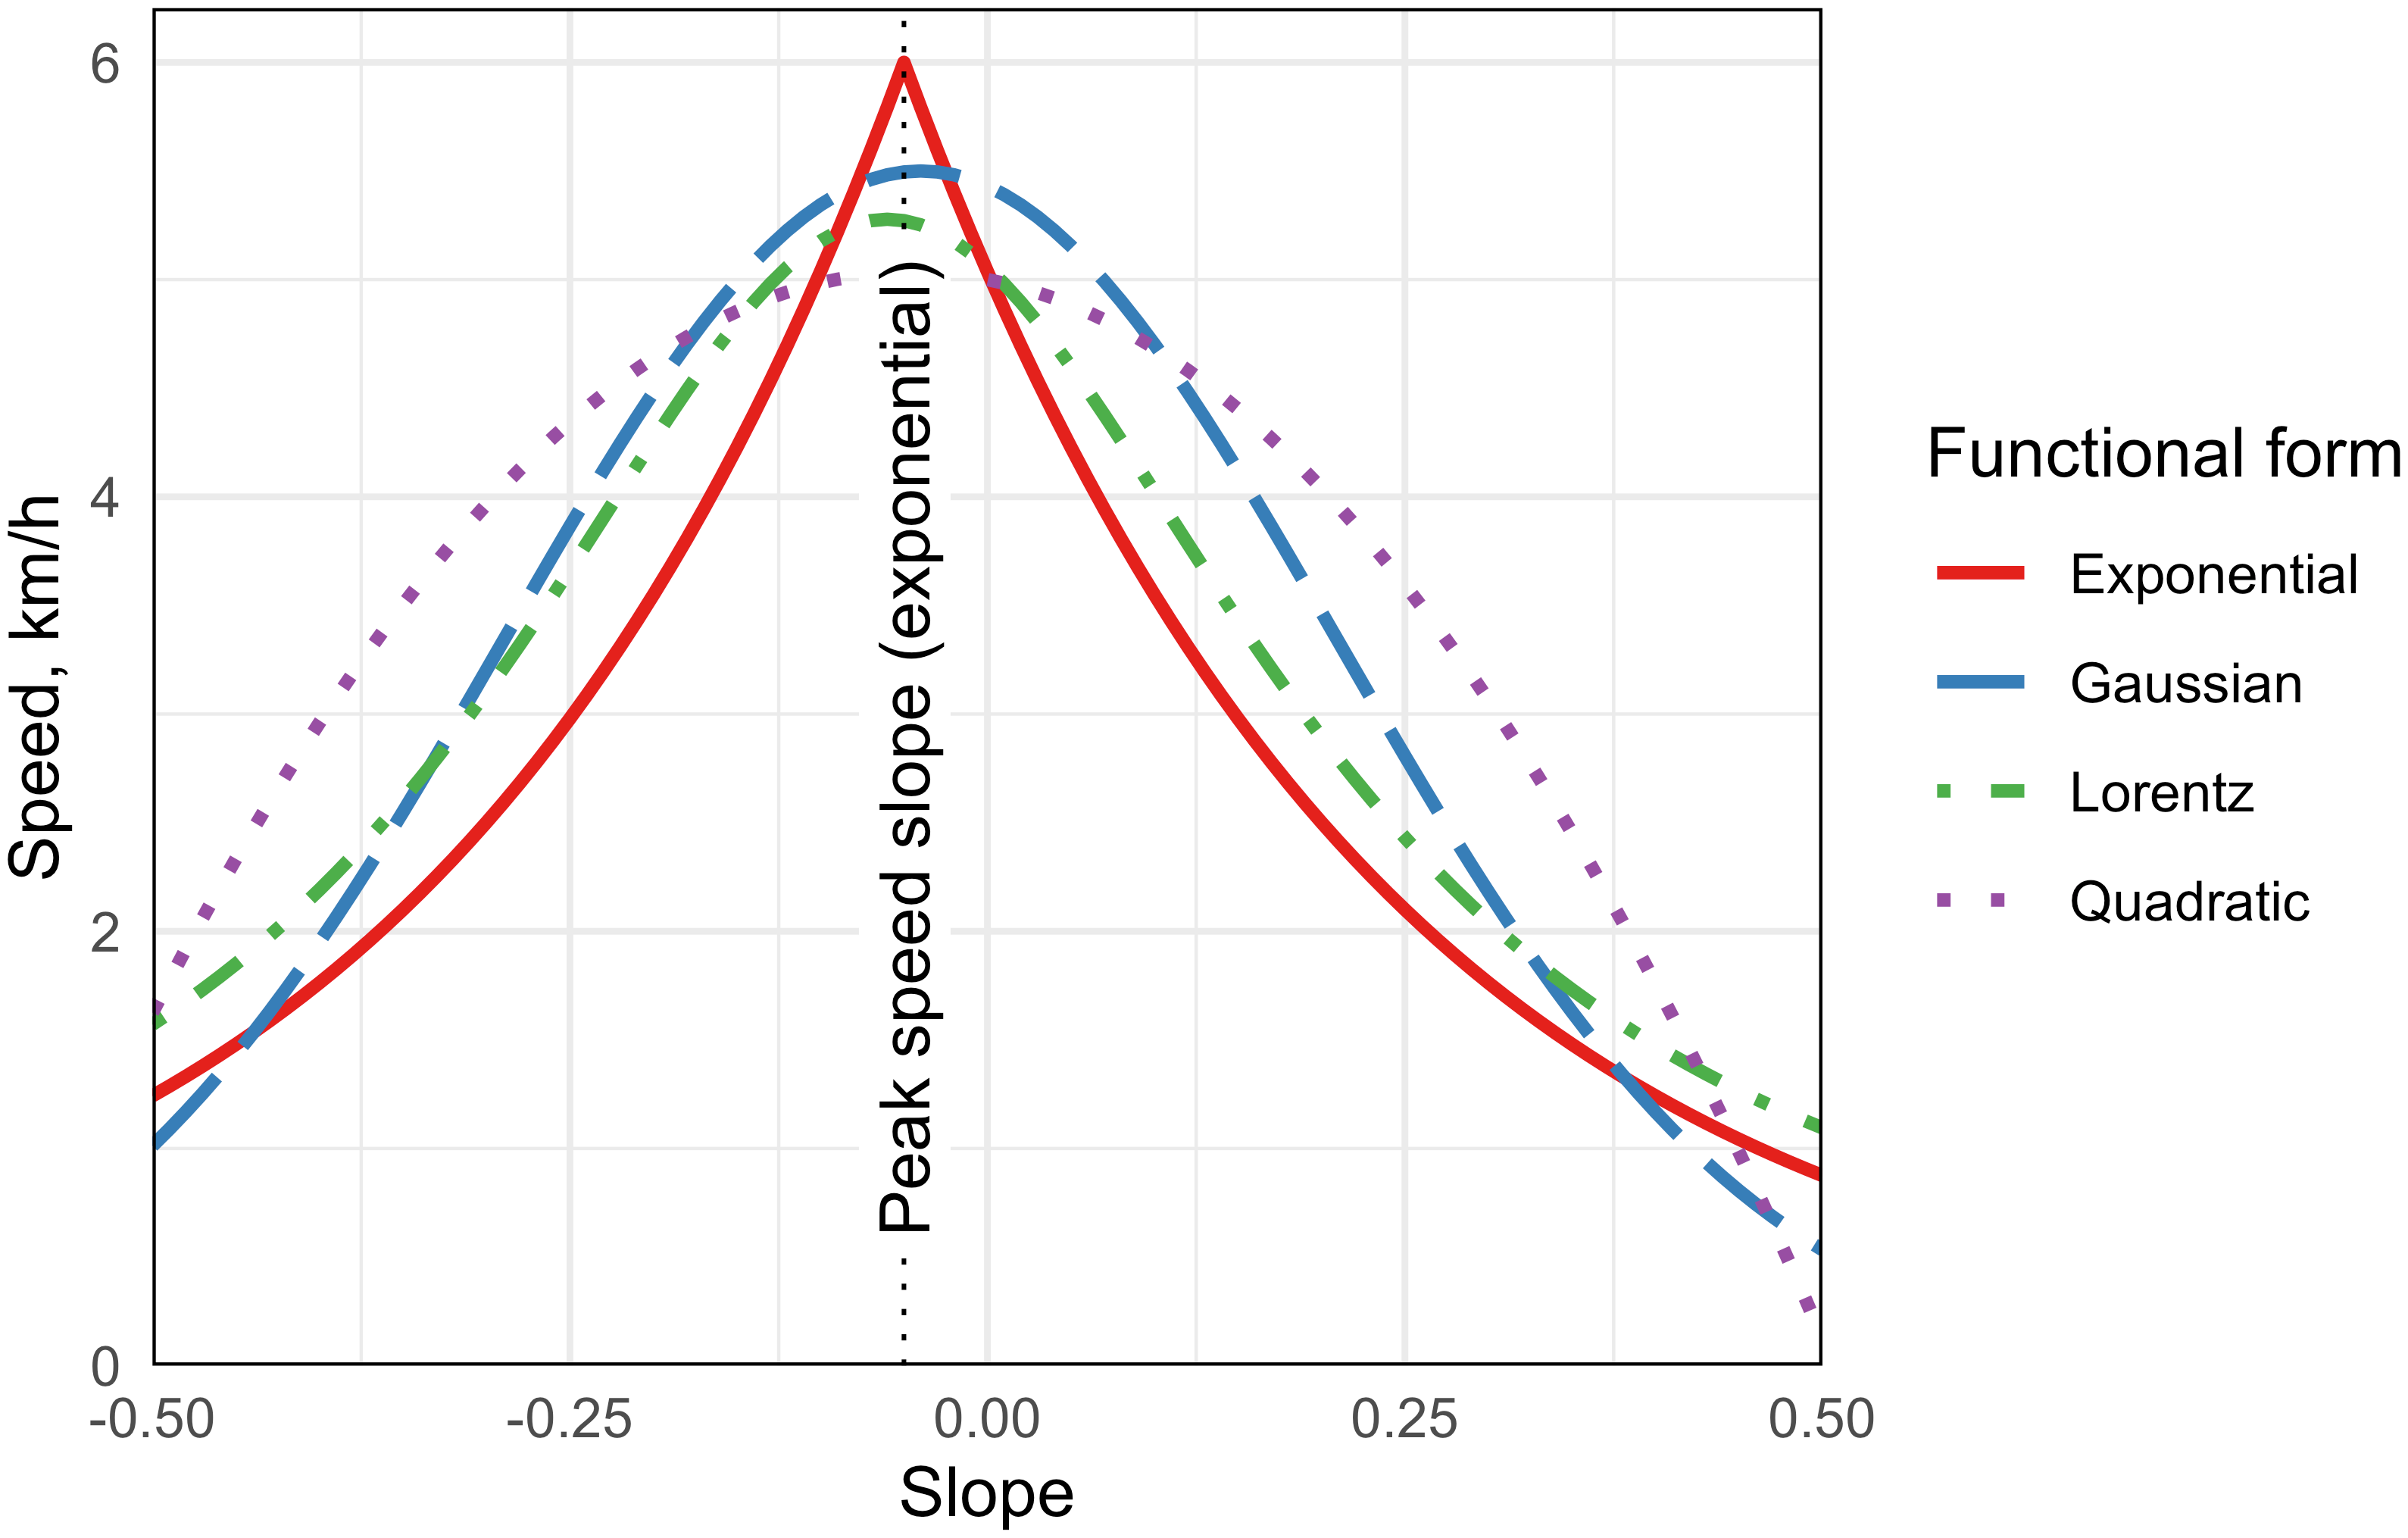 Speed, km/h
6
4
2
0
-0.50
-0.25
0.00
0.25
0.50
Slope
Peak speed slope (exponential)
Functional form
Exponential
Gaussian
Lorentz
Quadratic